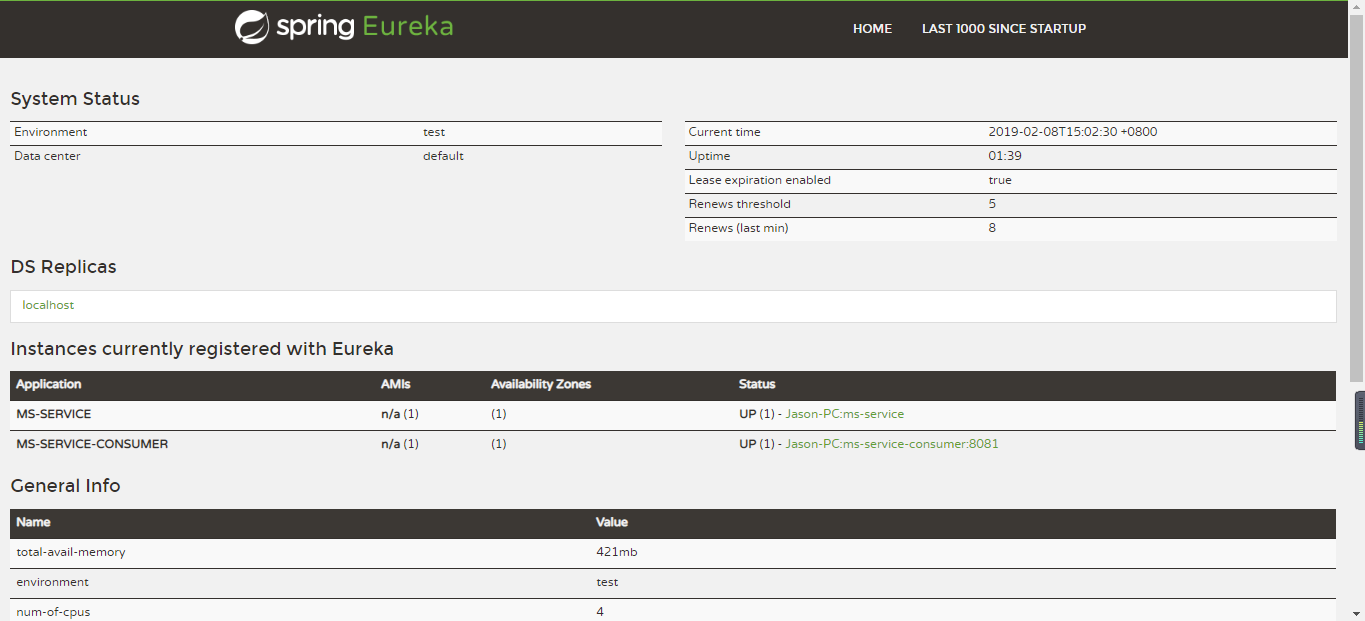 spring Eureka HOME LAST 1000 SINCE STARTUP
System Status
Environment test
Data center default
Current time 2019-02-08T15:02:30 +0800
Uptime 01:39
Lease expiration enabled true
Renews threshold 5
Renews (last min) 8
DS Replicas
localhost
Instances currently registered with Eureka
Application AMIs Availability Zones Status
MS-SERVICE n/a (1) (1) UP (1) - Jason-PC:ms-service
MS-SERVICE-CONSUMER n/a (1) (1) UP (1) - Jason-PC:ms-service-consumer:8081
General Info
Name Value
total-avail-memory 421mb
environment test
num-of-cpus 4